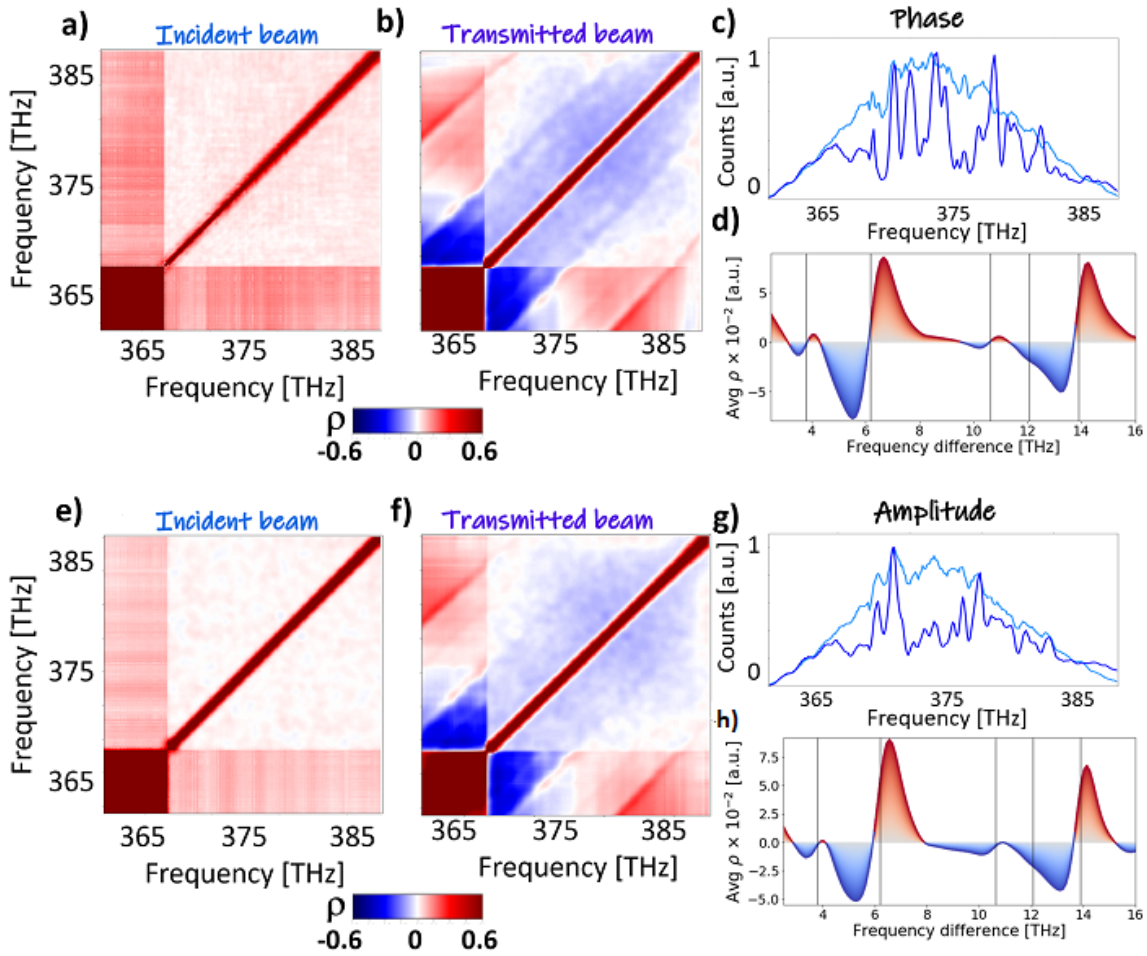 a)
Incident beam
Frequency [THz]
385
375
365
365
375
385
Frequency [THz]
b)
Transmitted beam
365
375
385
Frequency [THz]
ρ
-0.6
0
0.6
c)
Phase
Counts [a.u.]
1
0
365
375
385
Frequency [THz]
d)
Avg ρ × 10⁻² [a.u.]
5
0
−5
4
6
8
10
12
14
16
Frequency difference [THz]
e)
Incident beam
Frequency [THz]
385
375
365
365
375
385
Frequency [THz]
f)
Transmitted beam
365
375
385
Frequency [THz]
ρ
-0.6
0
0.6
g)
Amplitude
Counts [a.u.]
1
0
365
375
385
Frequency [THz]
h)
Avg ρ × 10⁻² [a.u.]
7.5
5.0
2.5
0.0
−2.5
−5.0
4
6
8
10
12
14
16
Frequency difference [THz]